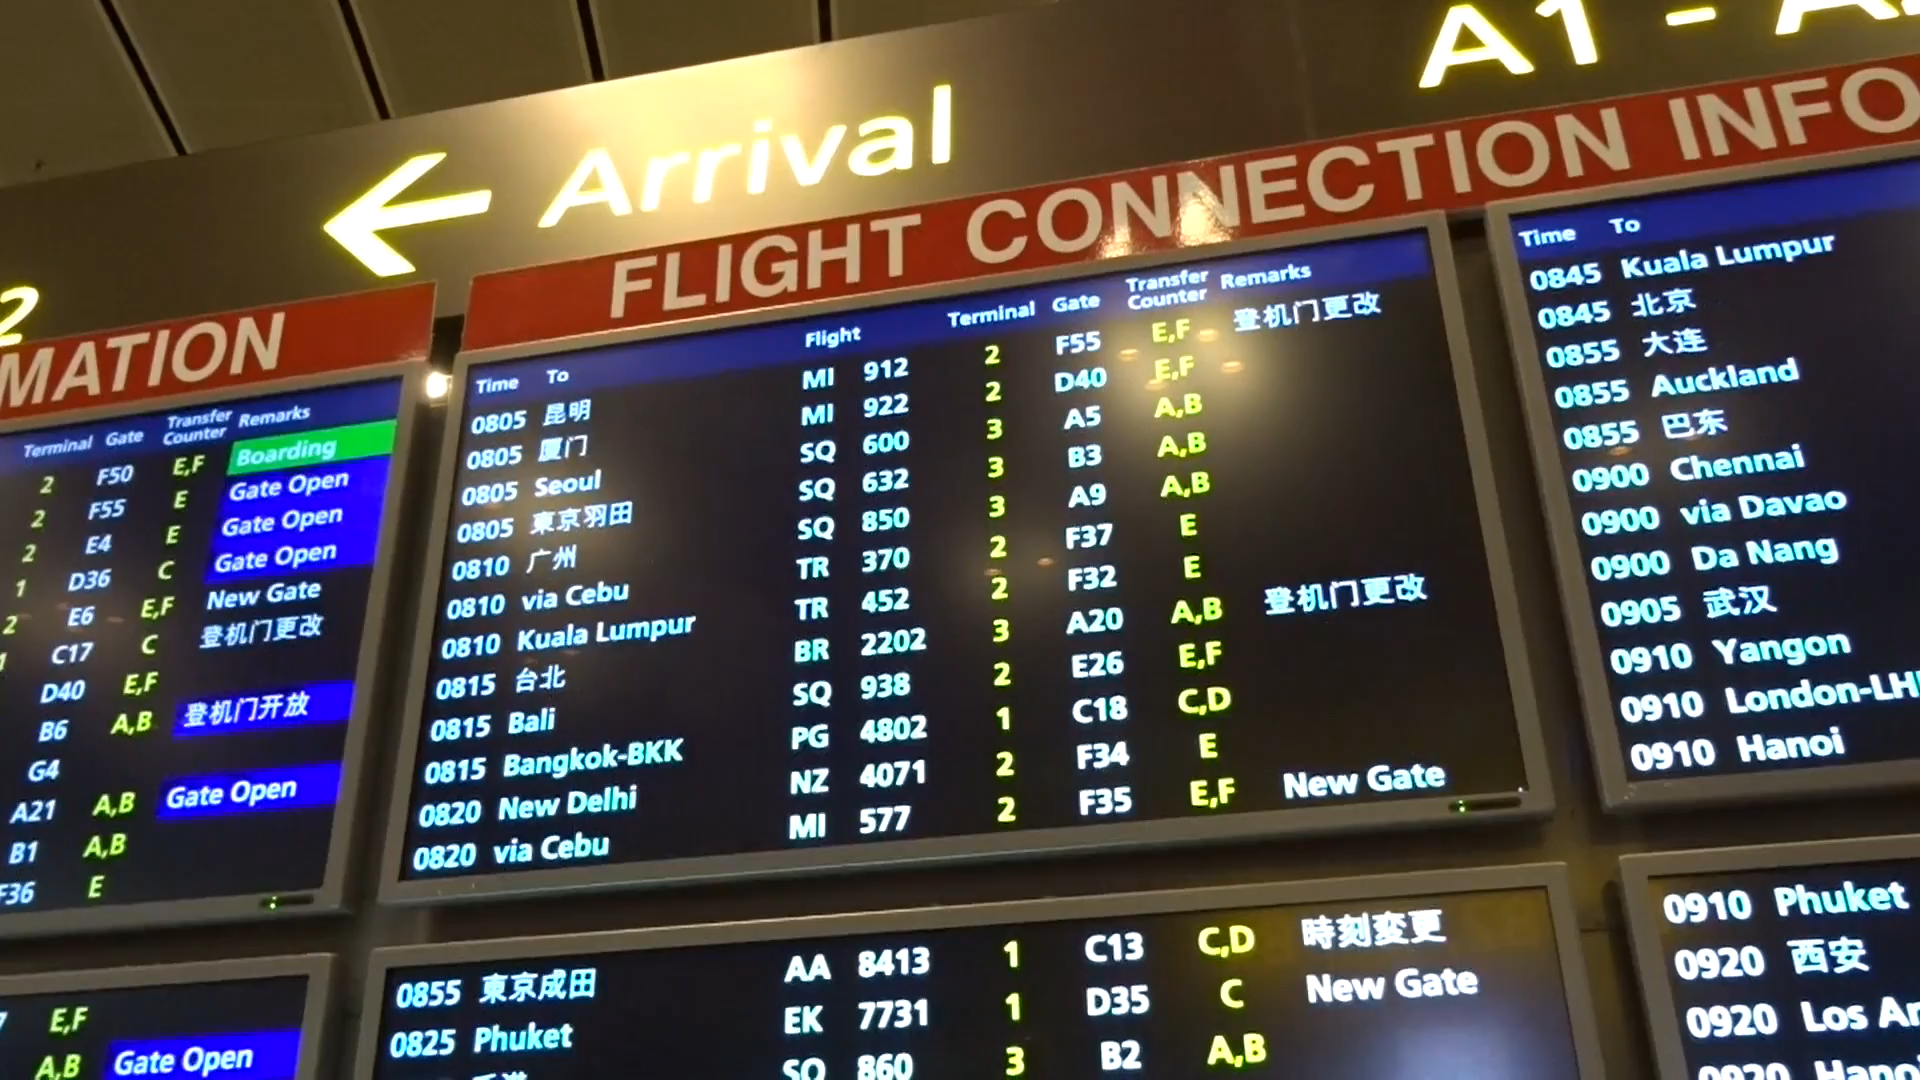 Arrival
A1 -
2
MATION
Terminal Gate Transfer Counter Remarks
2 F50 E,F Boarding
2 F55 E Gate Open
2 E4 E Gate Open
1 D36 C Gate Open
2 E6 E,F New Gate
1 C17 C 登机门更改
D40 E,F
B6 A,B 登机门开放
G4
A21 A,B Gate Open
B1 A,B
F36 E
E,F
A,B Gate Open
FLIGHT CONNECTION INFO
Time To Flight Terminal Gate Transfer Counter Remarks
0805 昆明 MI 912 2 F55 E,F 登机门更改
0805 厦门 MI 922 2 D40 E,F
0805 Seoul SQ 600 3 A5 A,B
0805 東京羽田 SQ 632 3 B3 A,B
0810 广州 SQ 850 3 A9 A,B
0810 via Cebu TR 370 2 F37 E
0810 Kuala Lumpur TR 452 2 F32 E
0815 台北 BR 2202 3 A20 A,B 登机门更改
0815 Bali SQ 938 2 E26 E,F
0815 Bangkok-BKK PG 4802 1 C18 C,D
0820 New Delhi NZ 4071 2 F34 E
0820 via Cebu MI 577 2 F35 E,F New Gate
0855 東京成田 AA 8413 1 C13 C,D 時刻変更
0825 Phuket EK 7731 1 D35 C New Gate
SQ 860 3 B2 A,B
Time To
0845 Kuala Lumpur
0845 北京
0855 大连
0855 Auckland
0855 巴东
0900 Chennai
0900 via Davao
0900 Da Nang
0905 武汉
0910 Yangon
0910 London-LH
0910 Hanoi
0910 Phuket
0920 西安
0920 Los An
0920 Hano